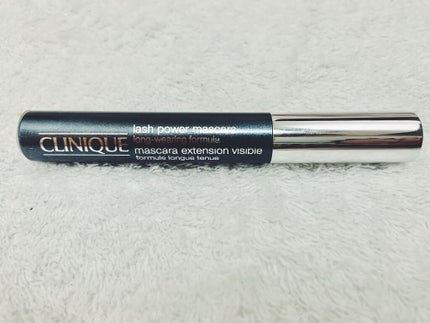 CLINIQUE
lash power mascara
long-wearing formula
mascara extension visible
formule longue tenue